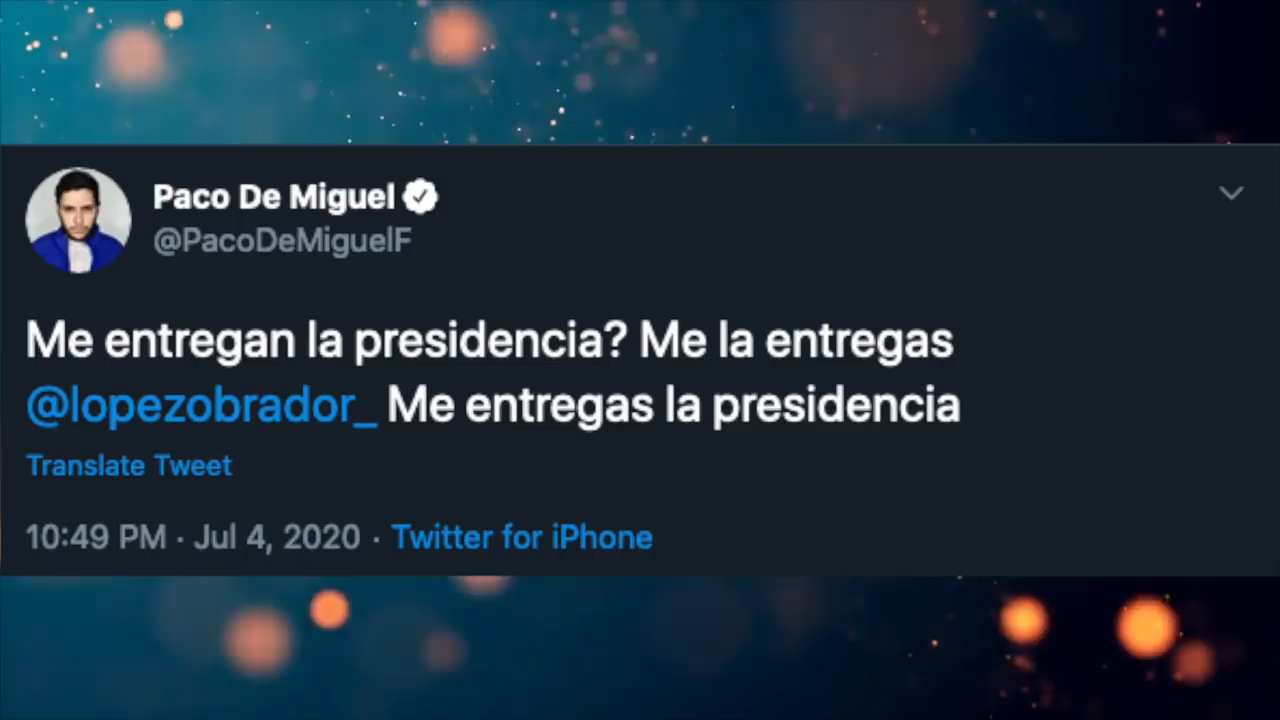 Paco De Miguel
@PacoDeMiguelF
Me entregan la presidencia? Me la entregas
@lopezobrador_ Me entregas la presidencia
Translate Tweet
10:49 PM · Jul 4, 2020 · Twitter for iPhone